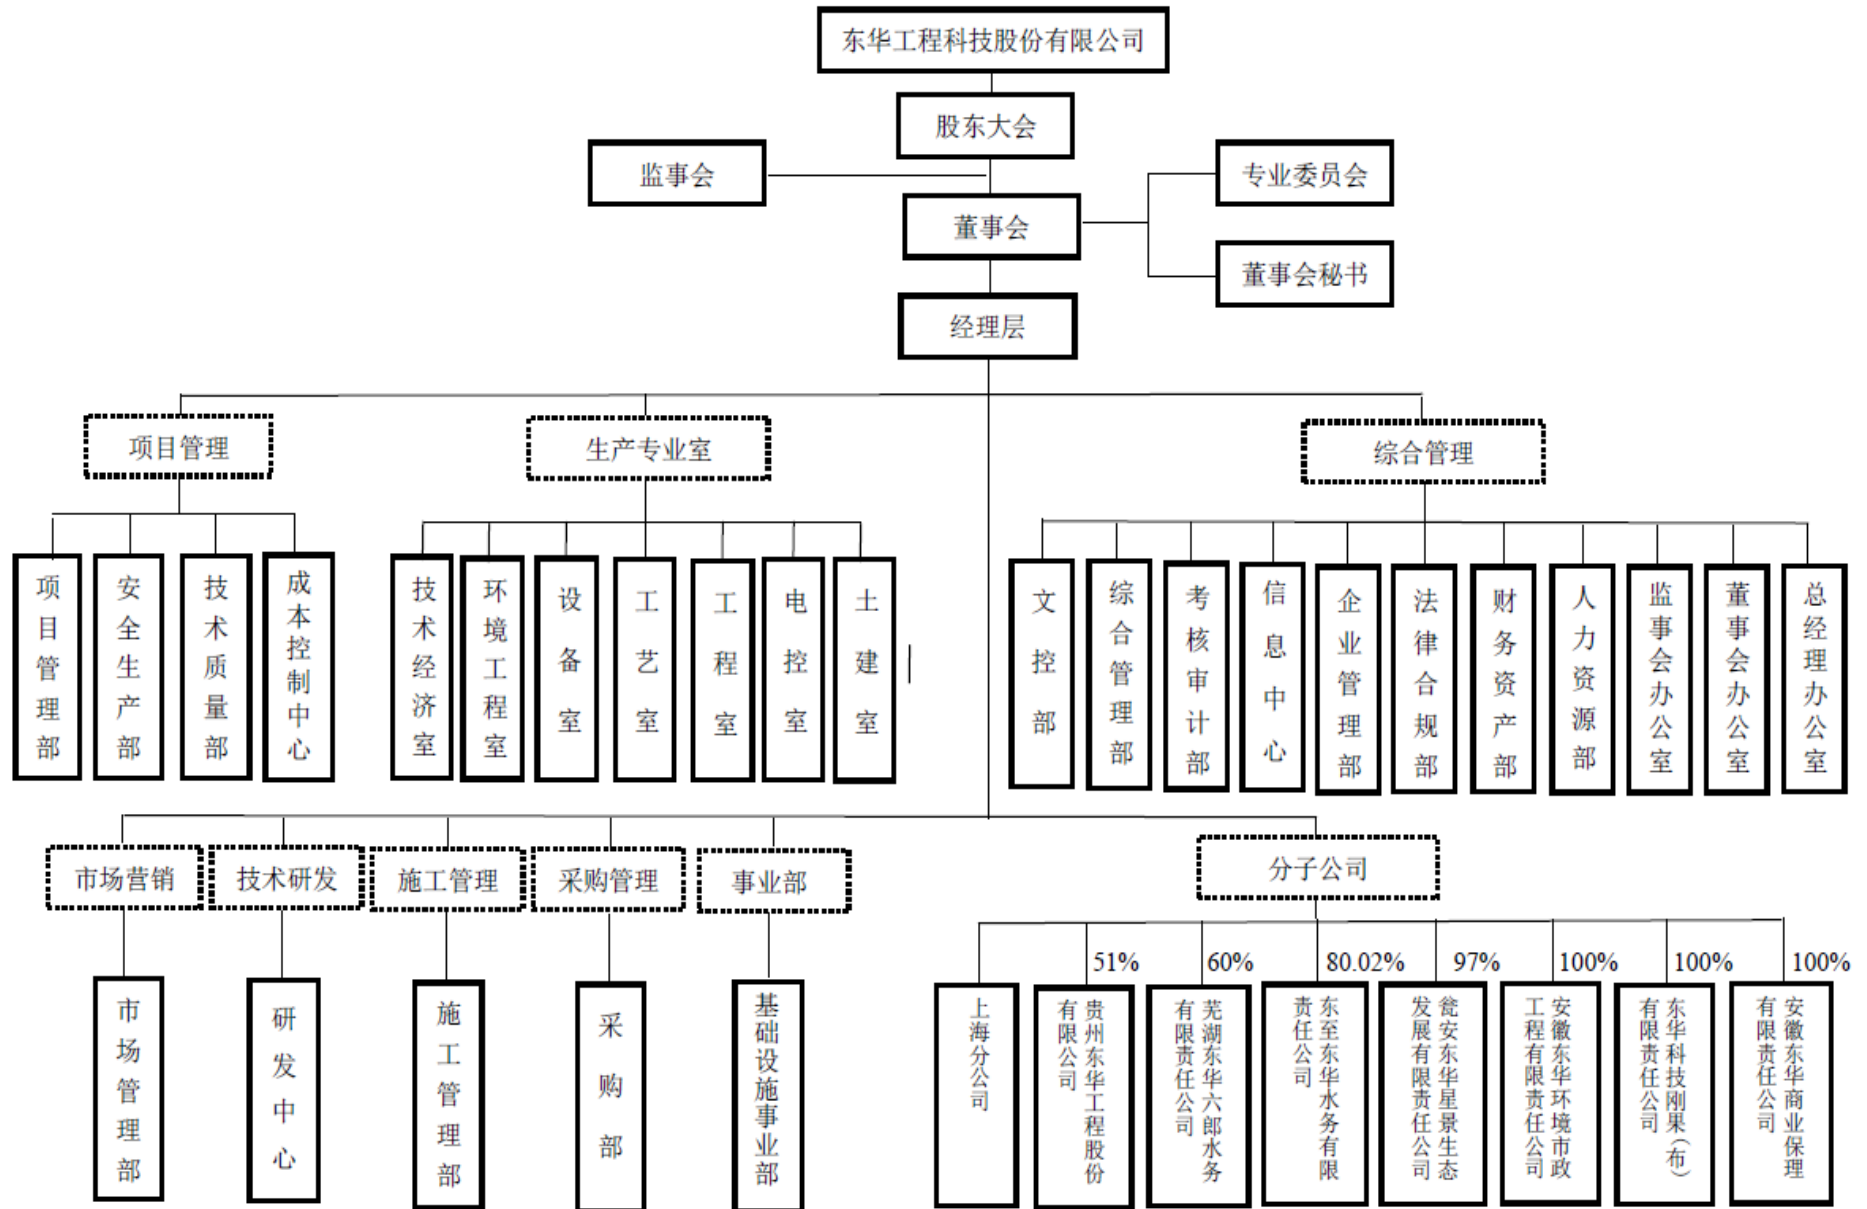 东华工程科技股份有限公司
股东大会
监事会
专业委员会
董事会
董事会秘书
经理层
项目管理
生产专业室
综合管理
项目管理部
安全生产部
技术质量部
成本控制中心
技术经济室
环境工程室
设备室
工艺室
工程室
电控室
土建室
文控部
综合管理部
考核审计部
信息中心
企业管理部
法律合规部
财务资产部
人力资源部
监事会办公室
董事会办公室
总经理办公室
市场营销
技术研发
施工管理
采购管理
事业部
分子公司
市场管理部
研发中心
施工管理部
采购部
基础设施事业部
51%
60%
80.02%
97%
100%
100%
100%
上海分公司
贵州东华工程股份
有限公司
芜湖东华六郎水务
有限责任公司
东至东华水务有限
责任公司
瓮安东华星景生态
发展有限责任公司
安徽东华环境市政
工程有限责任公司
东华科技刚果（布）
有限责任公司
安徽东华商业保理
有限责任公司